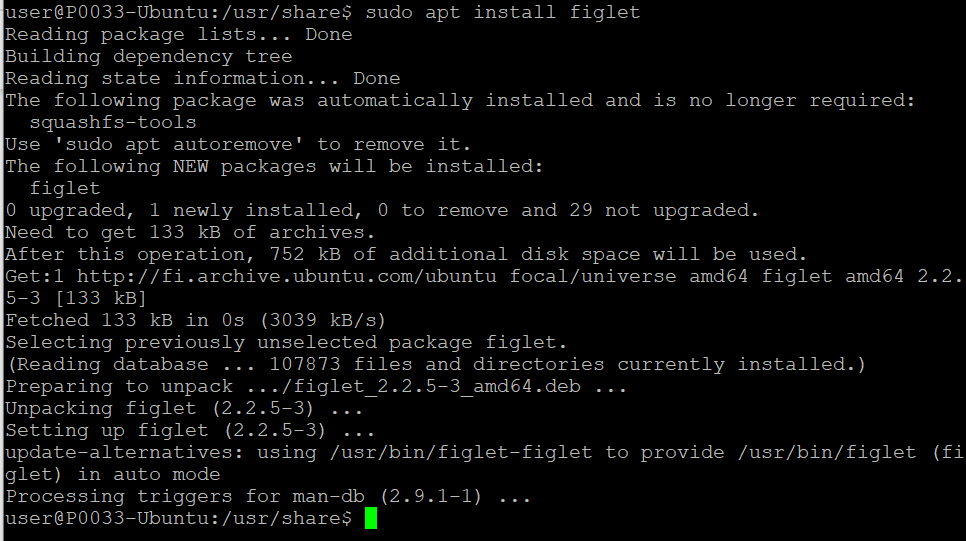 user@P0033-Ubuntu:/usr/share$ sudo apt install figlet
Reading package lists... Done
Building dependency tree
Reading state information... Done
The following package was automatically installed and is no longer required:
  squashfs-tools
Use 'sudo apt autoremove' to remove it.
The following NEW packages will be installed:
  figlet
0 upgraded, 1 newly installed, 0 to remove and 29 not upgraded.
Need to get 133 kB of archives.
After this operation, 752 kB of additional disk space will be used.
Get:1 http://fi.archive.ubuntu.com/ubuntu focal/universe amd64 figlet amd64 2.2.
5-3 [133 kB]
Fetched 133 kB in 0s (3039 kB/s)
Selecting previously unselected package figlet.
(Reading database ... 107873 files and directories currently installed.)
Preparing to unpack .../figlet_2.2.5-3_amd64.deb ...
Unpacking figlet (2.2.5-3) ...
Setting up figlet (2.2.5-3) ...
update-alternatives: using /usr/bin/figlet-figlet to provide /usr/bin/figlet (fi
glet) in auto mode
Processing triggers for man-db (2.9.1-1) ...
user@P0033-Ubuntu:/usr/share$